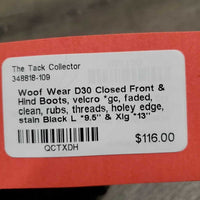 The Tack Collector
348818-109
Woof Wear D30 Closed Front &
Hind Boots, velcro *gc, faded,
clean, rubs, threads, holey edge,
stain Black L *9.5" & Xlg *13"
$116.00
QCTXDH